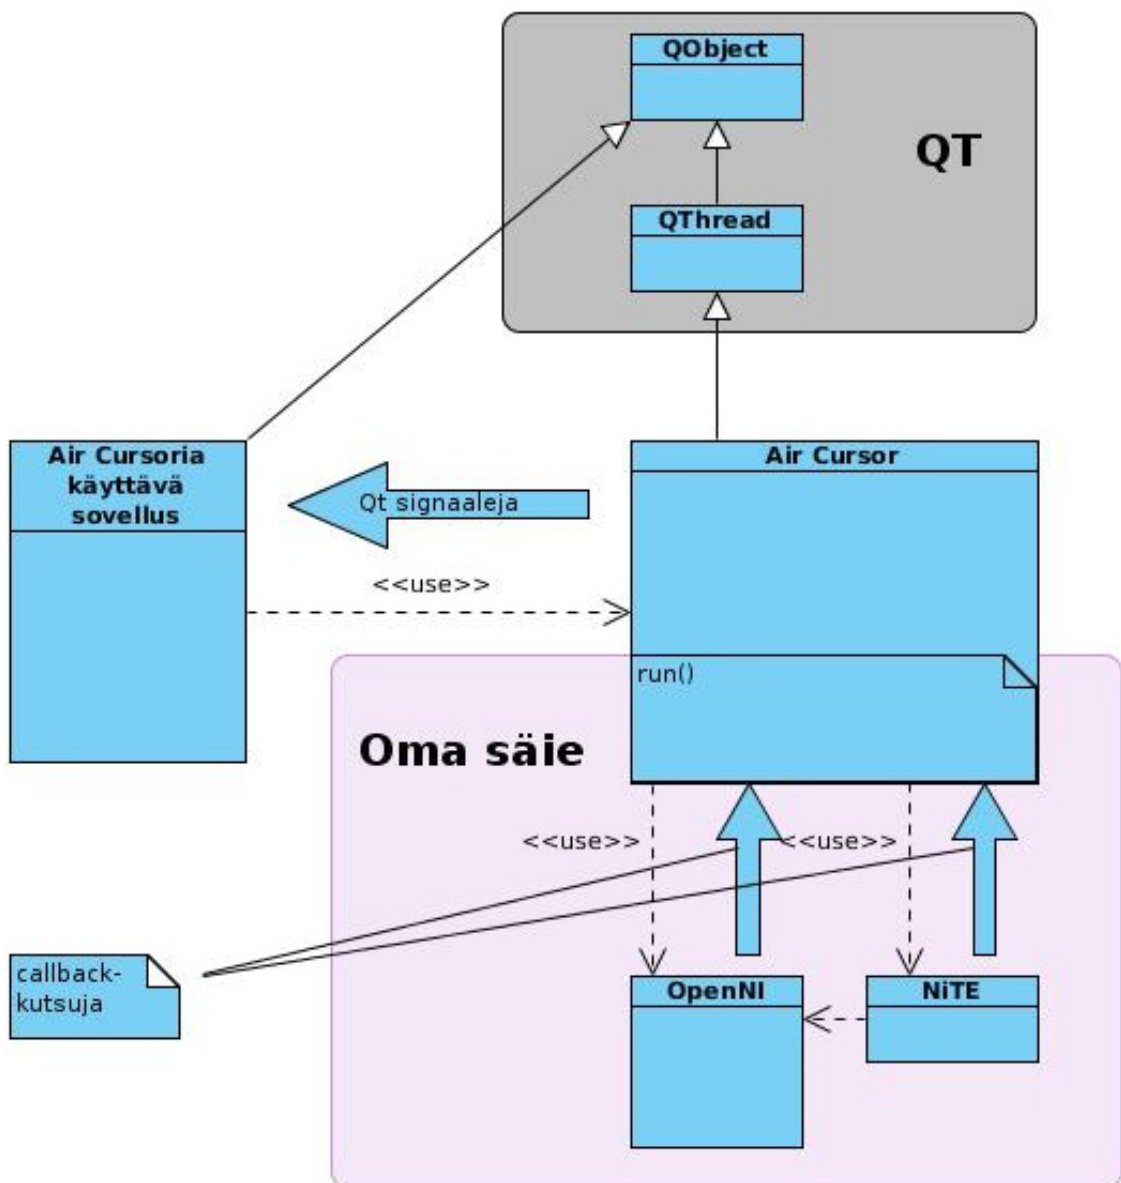 QObject
QT
QThread
Air Cursoria
käyttävä
sovellus
Qt signaaleja
Air Cursor
<<use>>
run()
Oma säie
<<use>>
<<use>>
callback-
kutsuja
OpenNI
NiTE